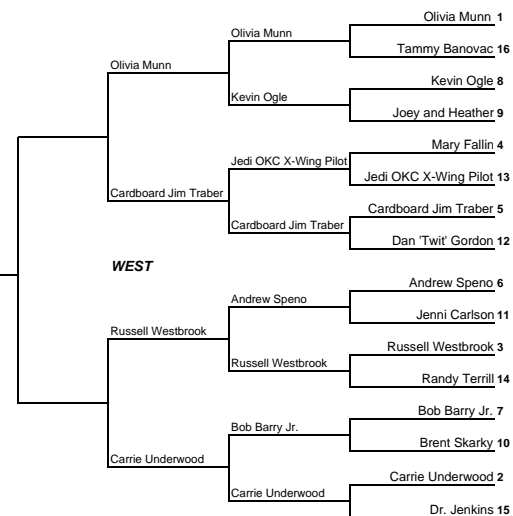 Olivia Munn 1
Olivia Munn
Tammy Banovac 16
Olivia Munn
Kevin Ogle 8
Kevin Ogle
Joey and Heather 9
Mary Fallin 4
Jedi OKC X-Wing Pilot
Jedi OKC X-Wing Pilot 13
Cardboard Jim Traber
Cardboard Jim Traber 5
Cardboard Jim Traber
Dan 'Twit' Gordon 12
WEST
Andrew Speno 6
Andrew Speno
Jenni Carlson 11
Russell Westbrook
Russell Westbrook 3
Russell Westbrook
Randy Terrill 14
Bob Barry Jr. 7
Bob Barry Jr.
Brent Skarky 10
Carrie Underwood
Carrie Underwood 2
Carrie Underwood
Dr. Jenkins 15